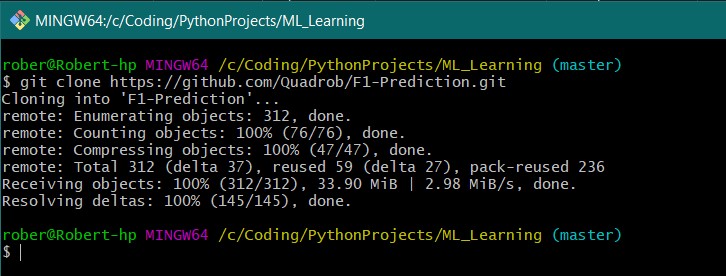 MINGW64:/c/Coding/PythonProjects/ML_Learning
rober@Robert-hp MINGW64 /c/Coding/PythonProjects/ML_Learning (master)
$ git clone https://github.com/Quadrob/F1-Prediction.git
Cloning into 'F1-Prediction'...
remote: Enumerating objects: 312, done.
remote: Counting objects: 100% (76/76), done.
remote: Compressing objects: 100% (47/47), done.
remote: Total 312 (delta 37), reused 59 (delta 27), pack-reused 236
Receiving objects: 100% (312/312), 33.90 MiB | 2.98 MiB/s, done.
Resolving deltas: 100% (145/145), done.
rober@Robert-hp MINGW64 /c/Coding/PythonProjects/ML_Learning (master)
$